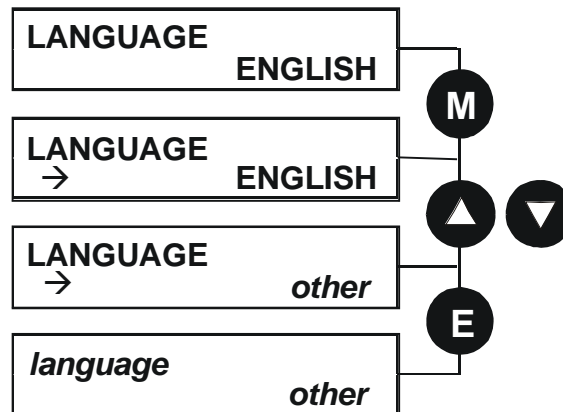 LANGUAGE
ENGLISH
M
LANGUAGE
→ ENGLISH
LANGUAGE
→ other
E
language
other